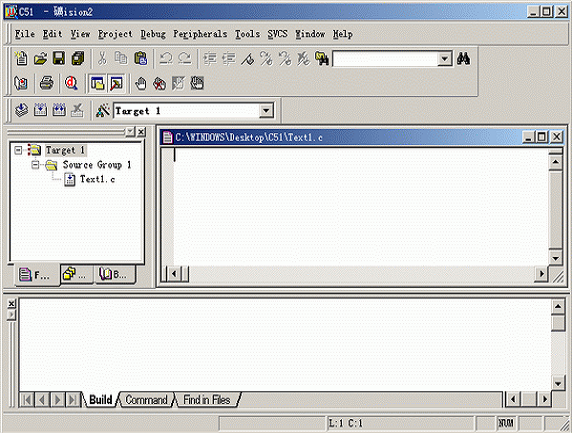 C51 - 礦ision2
File Edit View Project Debug Peripherals Tools SVCS Window Help
Target 1
C:\WINDOWS\Desktop\C51\Text1.c
Target 1
Source Group 1
Text1.c
F... ... B...
Build Command Find in Files
L:1 C:1 NUM